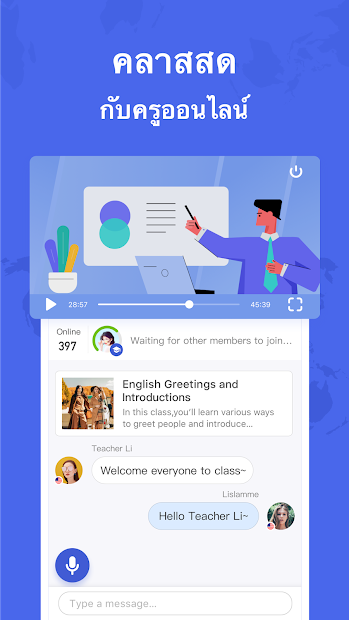 คลาสสด
กับครูออนไลน์
28:57
45:39
Online
397
Waiting for other members to join...
English Greetings and
Introductions
In this class,you'll learn various ways
to greet people and introduce...
Teacher Li
Welcome everyone to class~
Lislamme
Hello Teacher Li~
Type a message...